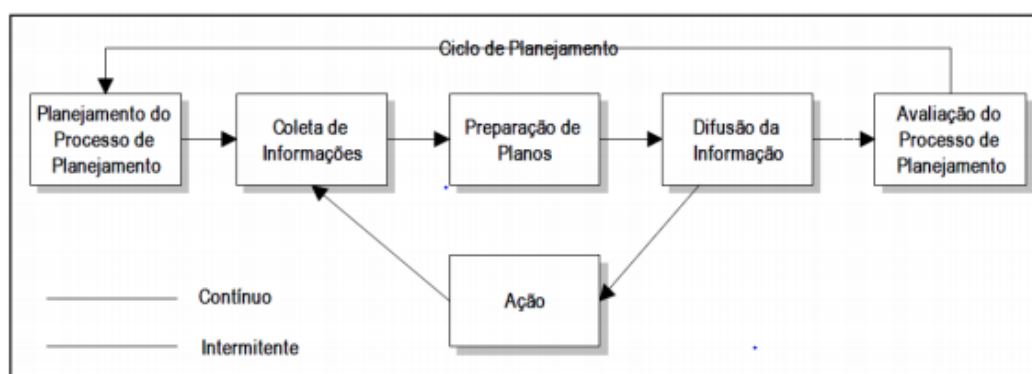 Ciclo de Planejamento
Planejamento do
Processo de
Planejamento
Coleta de
Informações
Preparação de
Planos
Difusão da
Informação
Avaliação do
Processo de
Planejamento
Ação
Contínuo
Intermitente